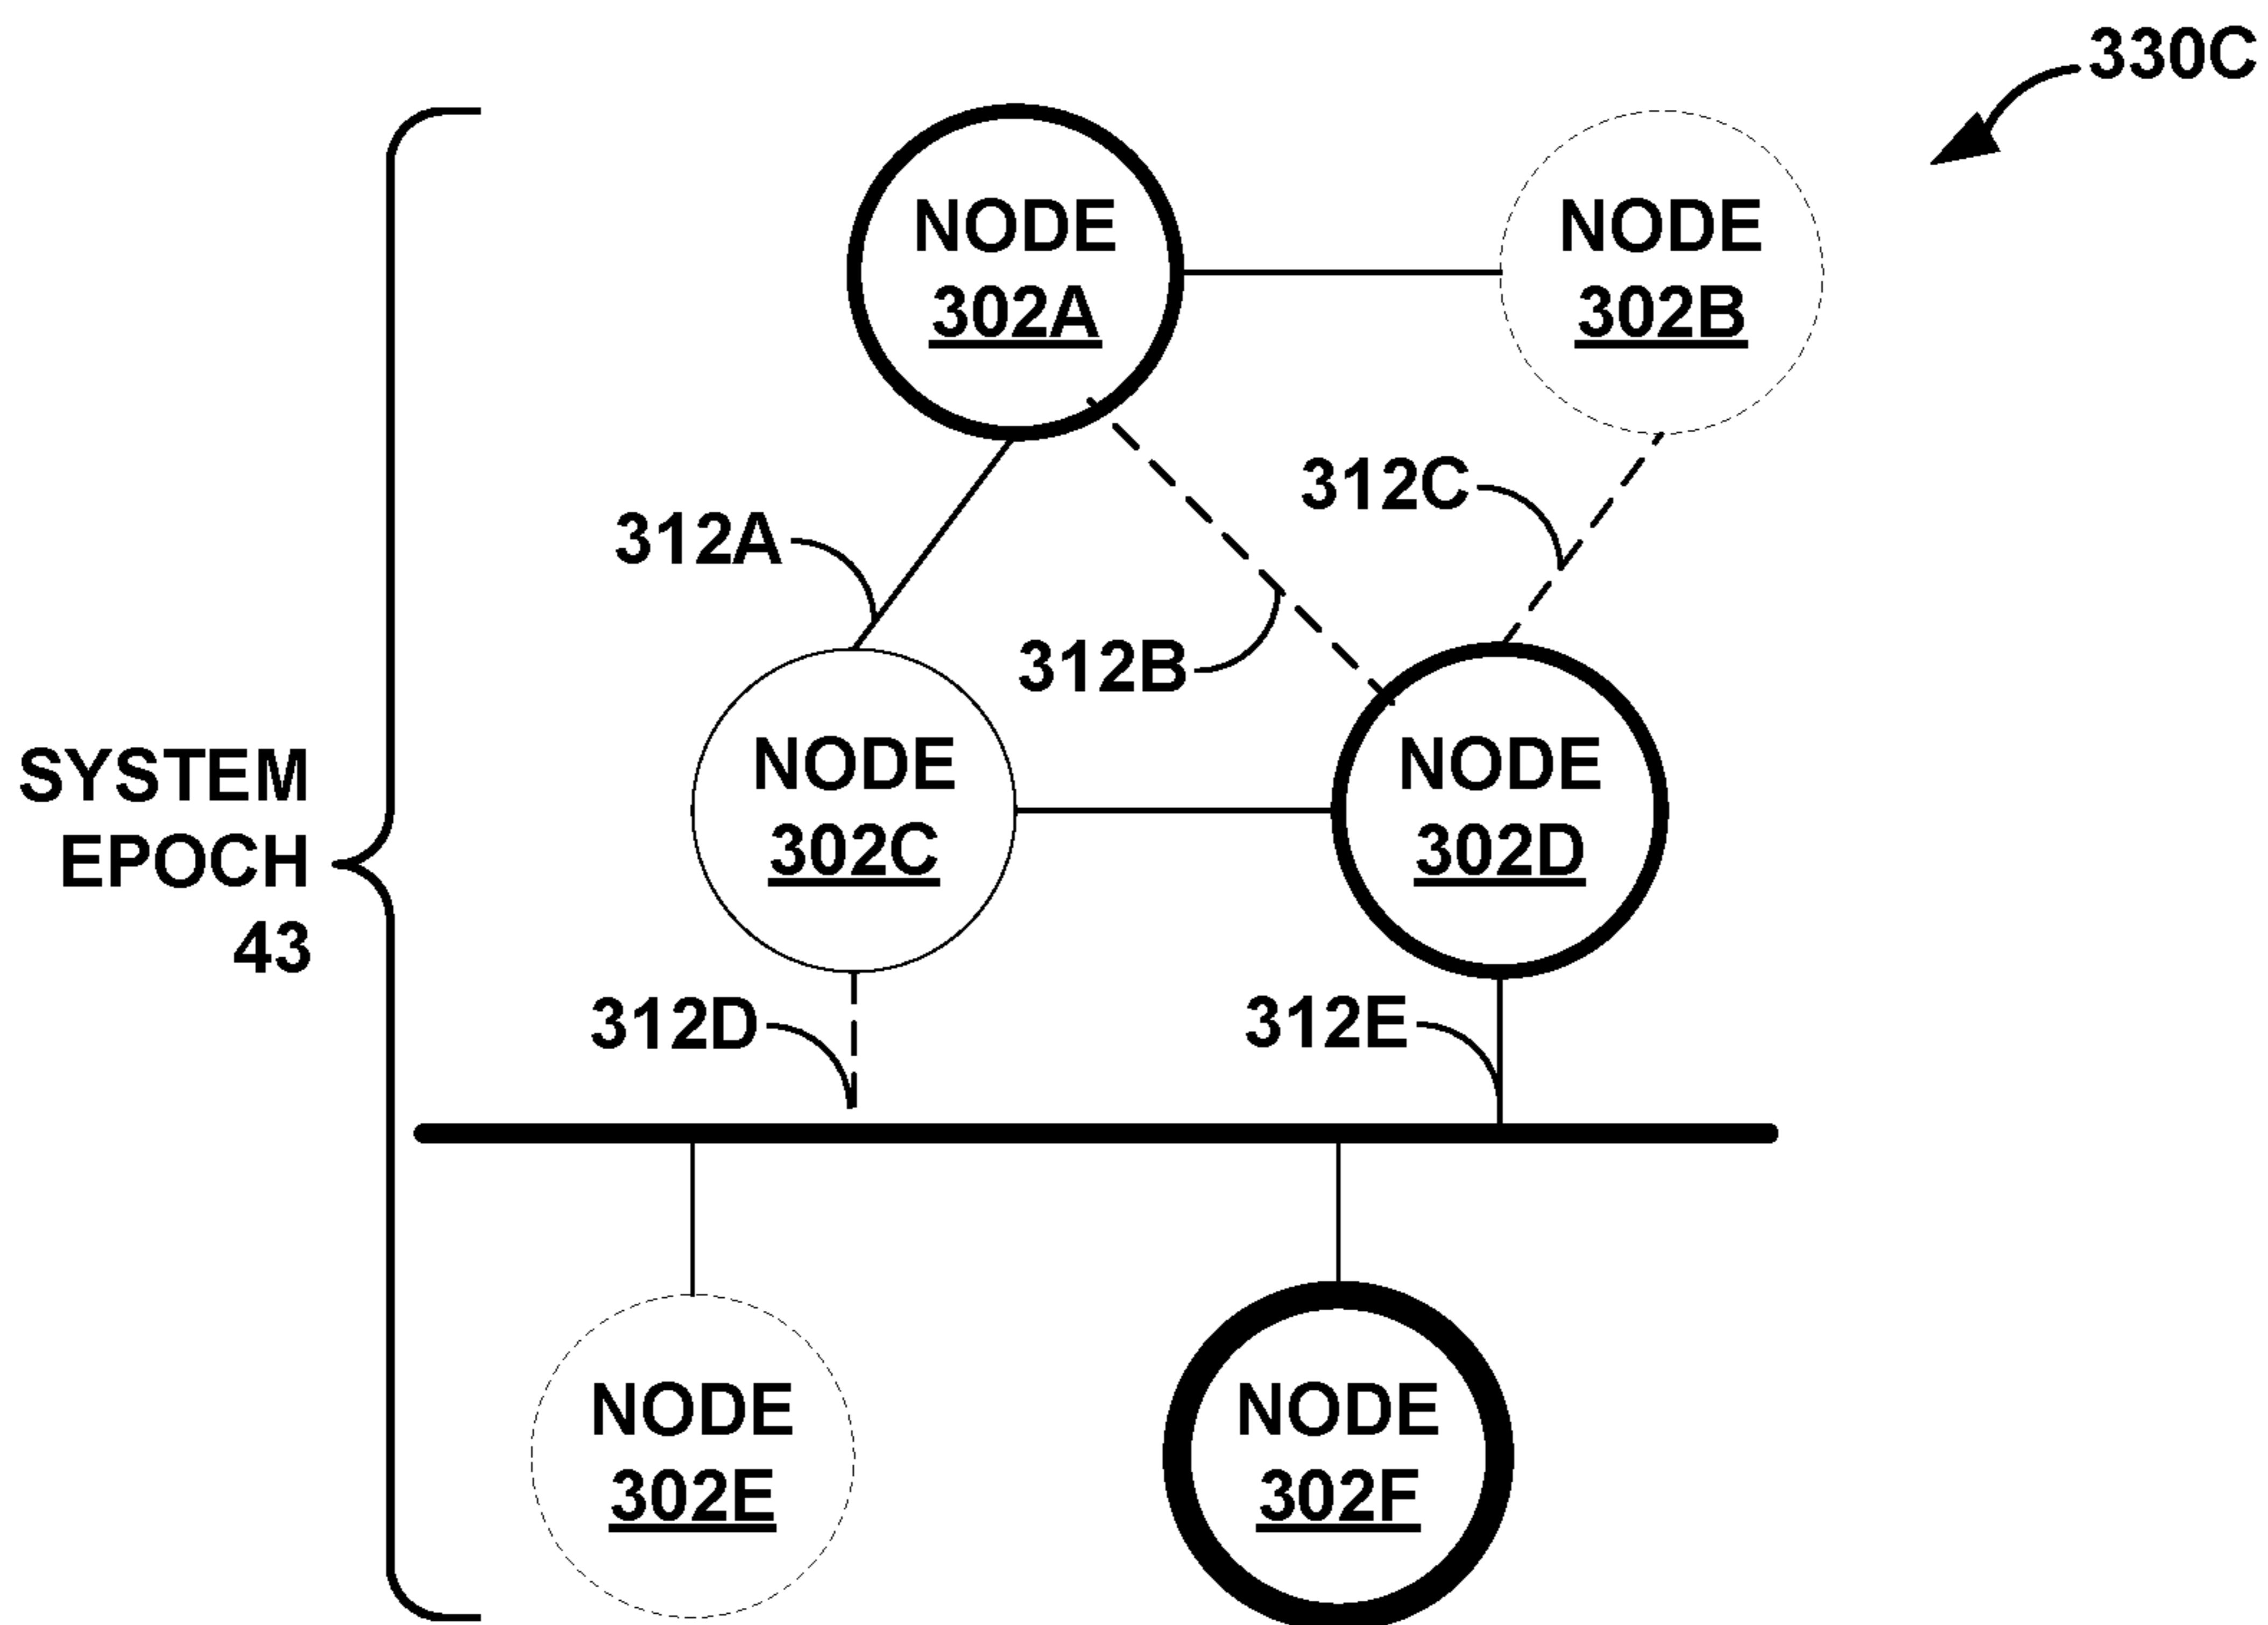 330C
NODE
302A
NODE
302B
312C
312A
312B
SYSTEM
EPOCH
43
NODE
302C
NODE
302D
312D
312E
NODE
302E
NODE
302F